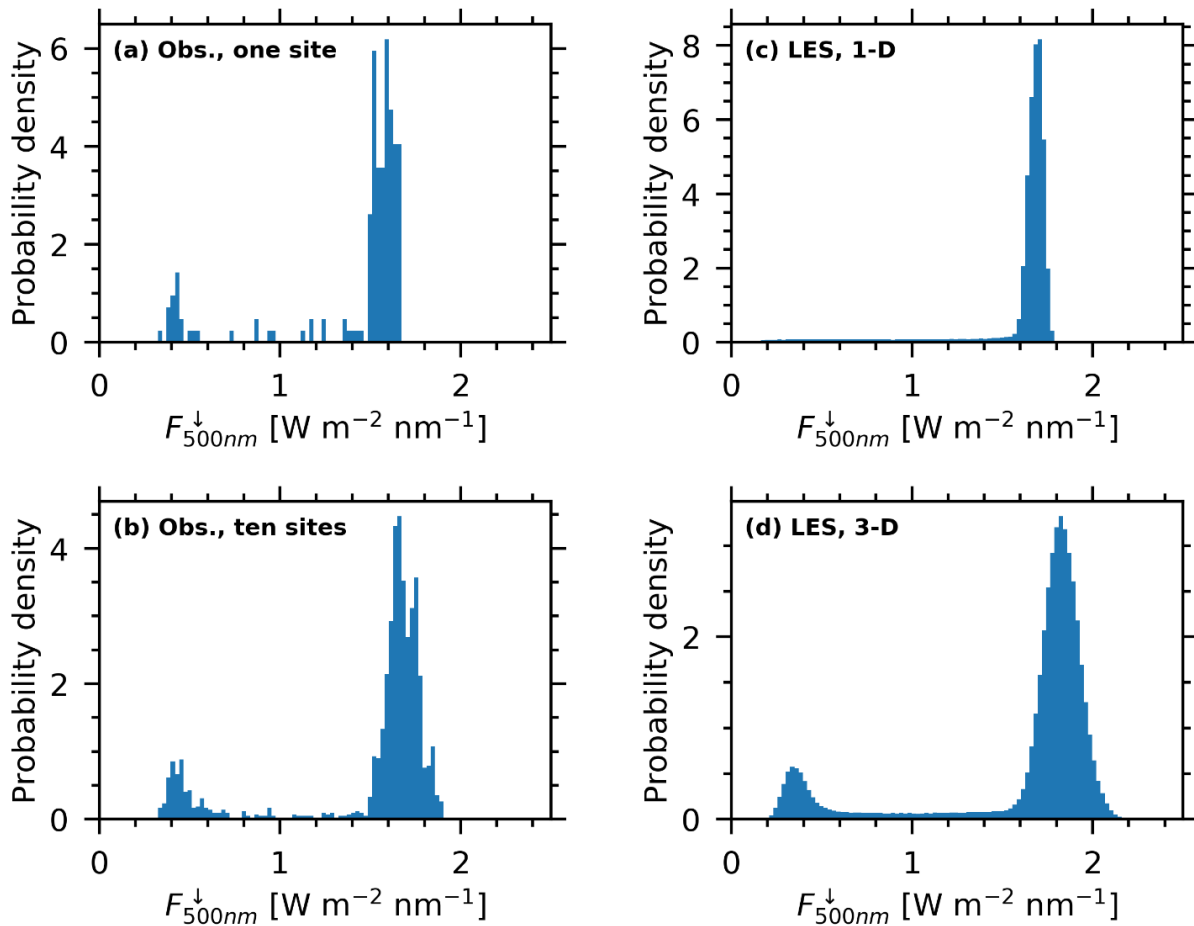 (a) Obs., one site
Probability density
6
4
2
0
0 1 2
F↓500nm [W m−2 nm−1]
(c) LES, 1-D
Probability density
8
6
4
2
0
0 1 2
F↓500nm [W m−2 nm−1]
(b) Obs., ten sites
Probability density
4
2
0
0 1 2
F↓500nm [W m−2 nm−1]
(d) LES, 3-D
Probability density
2
0
0 1 2
F↓500nm [W m−2 nm−1]